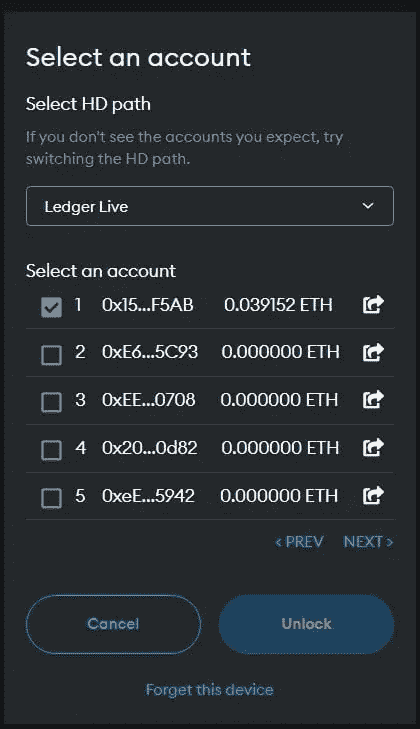 Select an account
Select HD path
If you don't see the accounts you expect, try
switching the HD path.
Ledger Live
Select an account
1 0x15...F5AB 0.039152 ETH
2 0xE6...5C93 0.000000 ETH
3 0xEE...0708 0.000000 ETH
4 0x20...0d82 0.000000 ETH
5 0xeE...5942 0.000000 ETH
< PREV NEXT >
Cancel Unlock
Forget this device